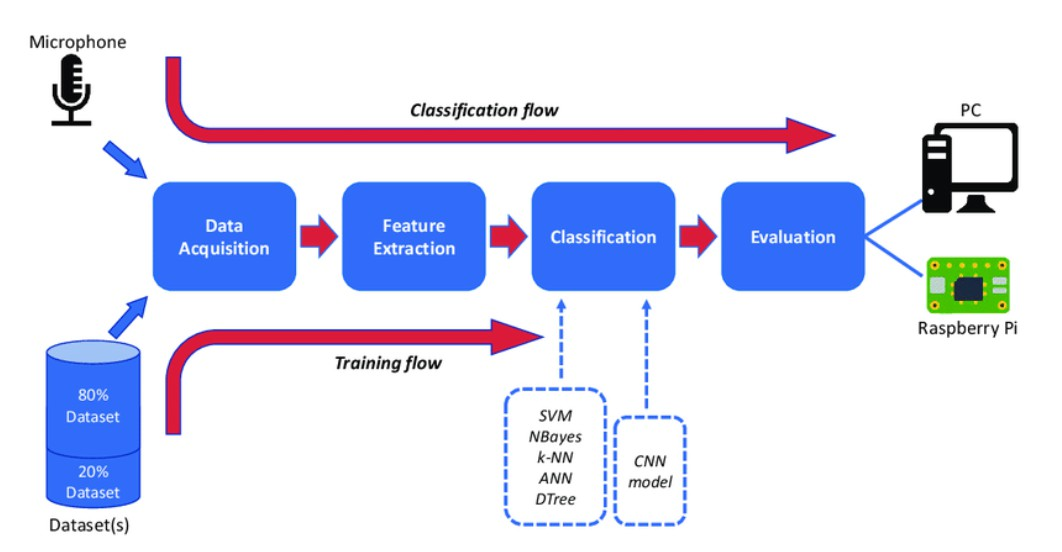 Microphone
Classification flow
PC
Data
Acquisition
Feature
Extraction
Classification
Evaluation
Raspberry Pi
Training flow
80%
Dataset
20%
Dataset
Dataset(s)
SVM
NBayes
k-NN
ANN
DTree
CNN
model